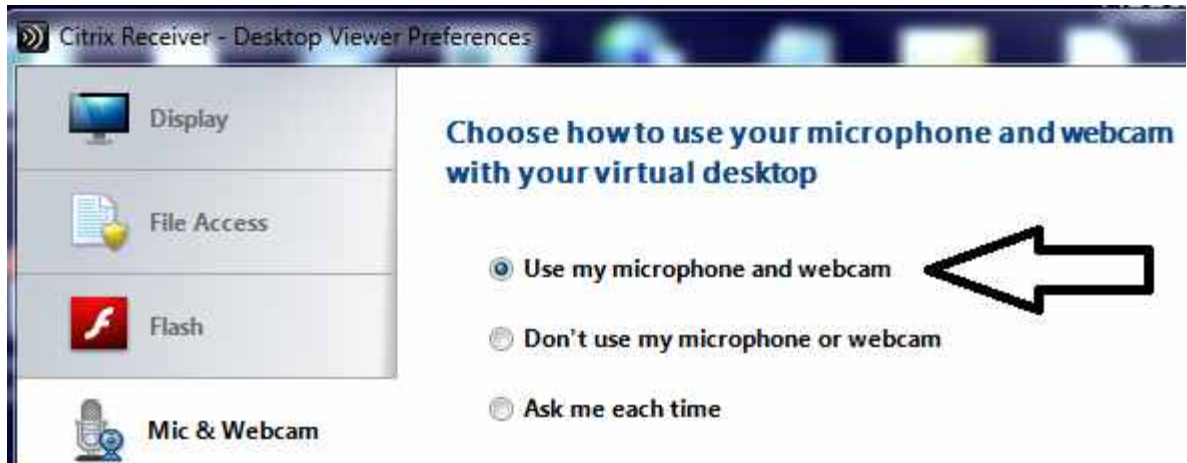 Citrix Receiver - Desktop Viewer Preferences
Display
File Access
Flash
Mic & Webcam
Choose how to use your microphone and webcam
with your virtual desktop
Use my microphone and webcam
Don't use my microphone or webcam
Ask me each time